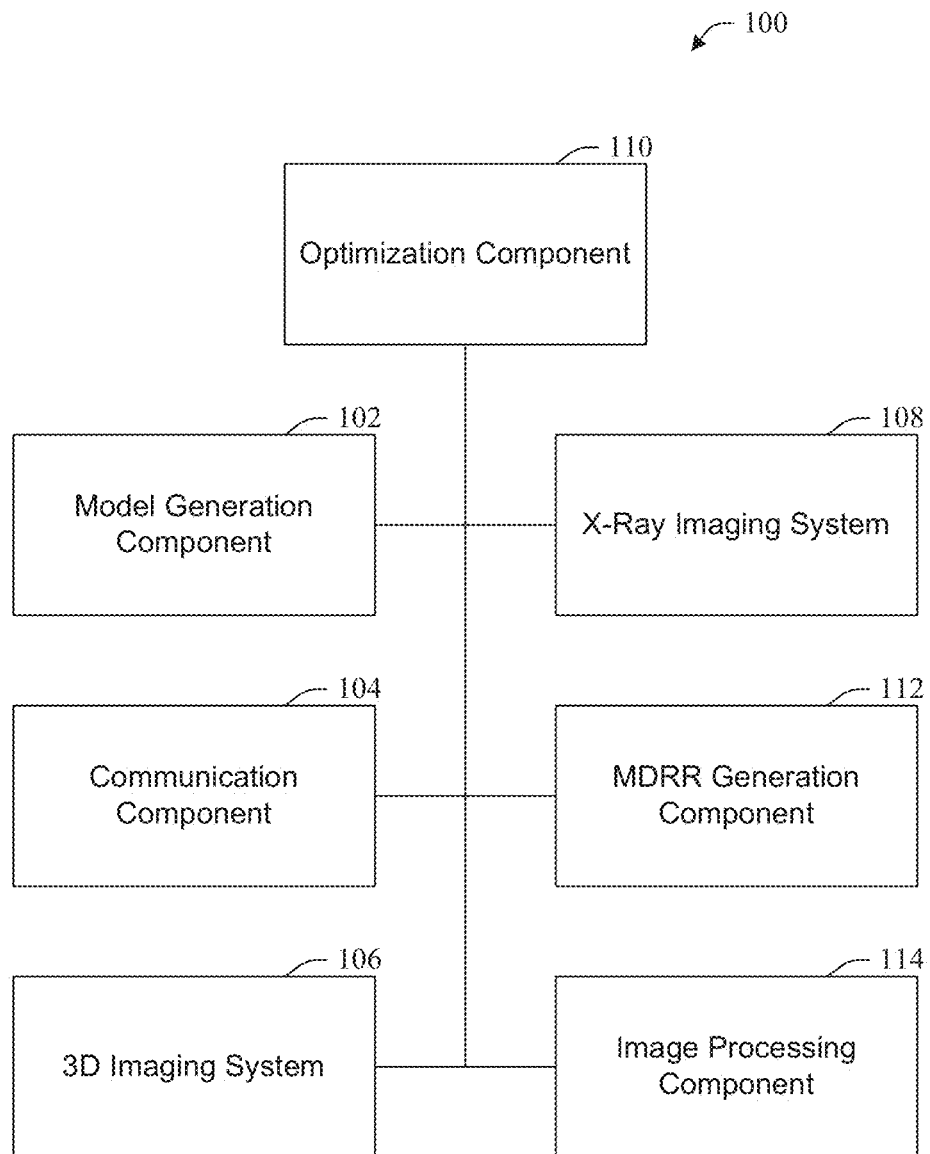 100
110
Optimization Component
102
Model Generation
Component
108
X-Ray Imaging System
104
Communication
Component
112
MDRR Generation
Component
106
3D Imaging System
114
Image Processing
Component